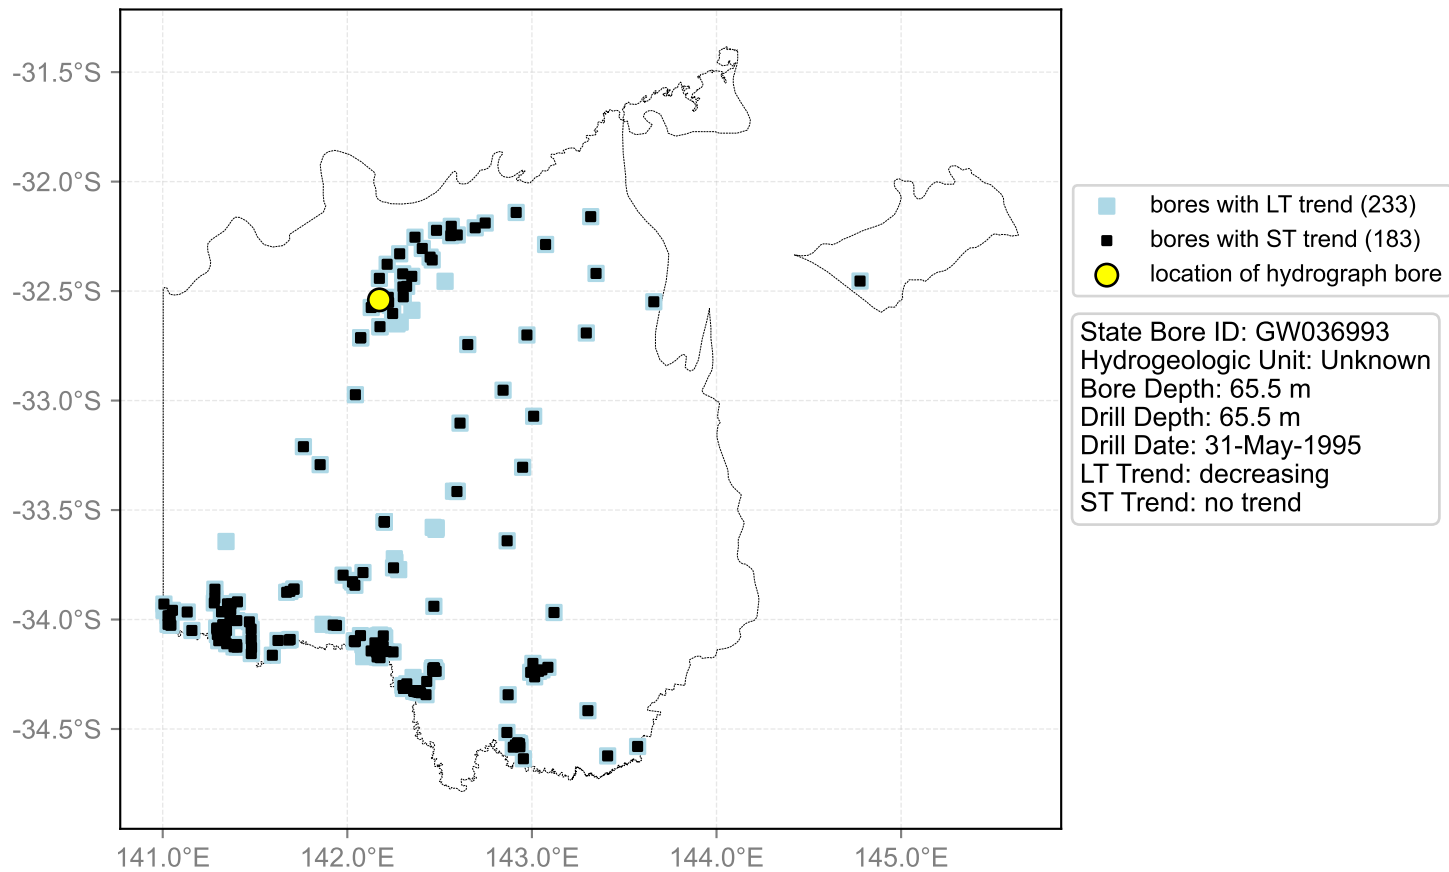 -31.5°S
-32.0°S
-32.5°S
-33.0°S
-33.5°S
-34.0°S
-34.5°S
141.0°E
142.0°E
143.0°E
144.0°E
145.0°E
bores with LT trend (233)
bores with ST trend (183)
location of hydrograph bore
State Bore ID: GW036993
Hydrogeologic Unit: Unknown
Bore Depth: 65.5 m
Drill Depth: 65.5 m
Drill Date: 31-May-1995
LT Trend: decreasing
ST Trend: no trend